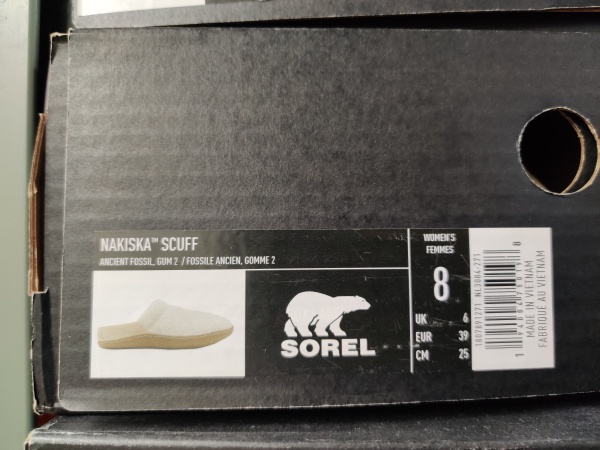 NAKISKA™ SCUFF
ANCIENT FOSSIL, GUM 2 / FOSSILE ANCIEN, GOMME 2
SOREL
WOMEN'S
FEMMES
8
UK 6
EUR 39
CM 25
MADE IN VIETNAM
FABRIQUÉ AU VIETNAM